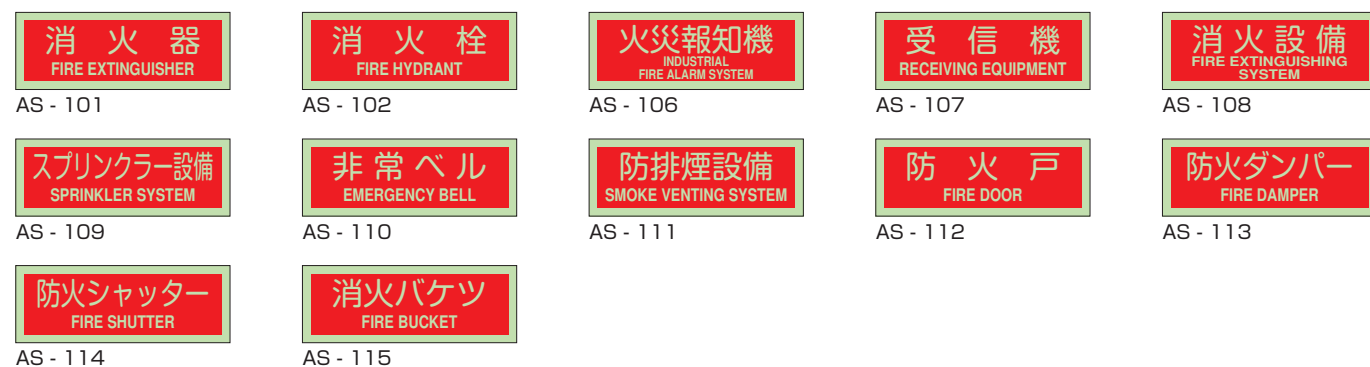 消火器
FIRE EXTINGUISHER
AS - 101
消火栓
FIRE HYDRANT
AS - 102
火災報知機
INDUSTRIAL
FIRE ALARM SYSTEM
AS - 106
受信機
RECEIVING EQUIPMENT
AS - 107
消火設備
FIRE EXTINGUISHING
SYSTEM
AS - 108
スプリンクラー設備
SPRINKLER SYSTEM
AS - 109
非常ベル
EMERGENCY BELL
AS - 110
防排煙設備
SMOKE VENTING SYSTEM
AS - 111
防火戸
FIRE DOOR
AS - 112
防火ダンパー
FIRE DAMPER
AS - 113
防火シャッター
FIRE SHUTTER
AS - 114
消火バケツ
FIRE BUCKET
AS - 115